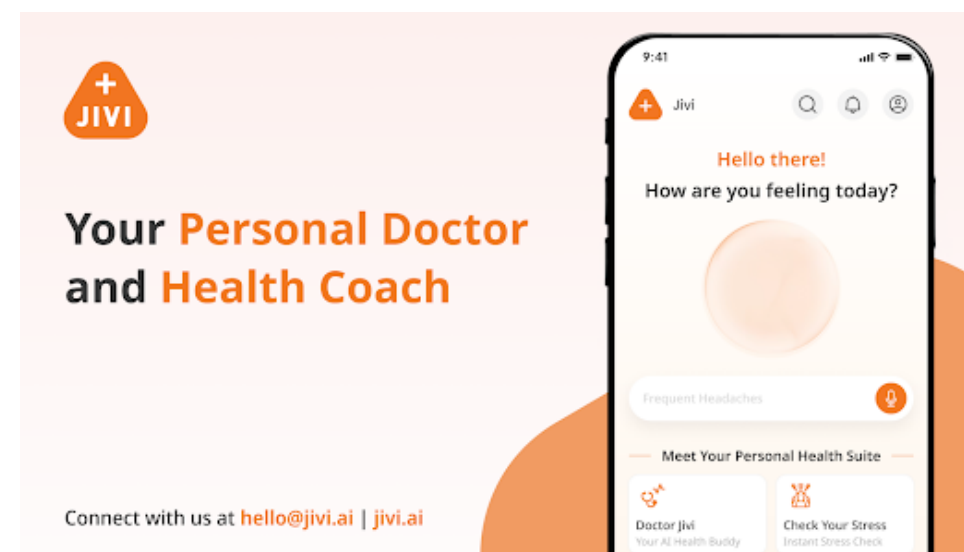 +
JIVI
Your Personal Doctor
and Health Coach
Connect with us at hello@jivi.ai | jivi.ai
9:41
+ Jivi
Hello there!
How are you feeling today?
Frequent Headaches
Meet Your Personal Health Suite
Doctor Jivi
Your AI Health Buddy
Check Your Stress
Instant Stress Check